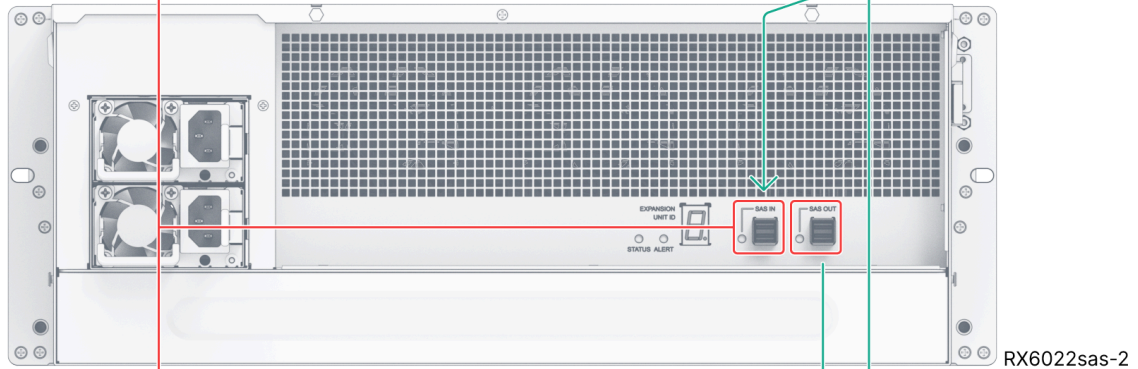 EXPANSION
UNIT ID
STATUS ALERT
SAS IN
SAS OUT
RX6022sas-2